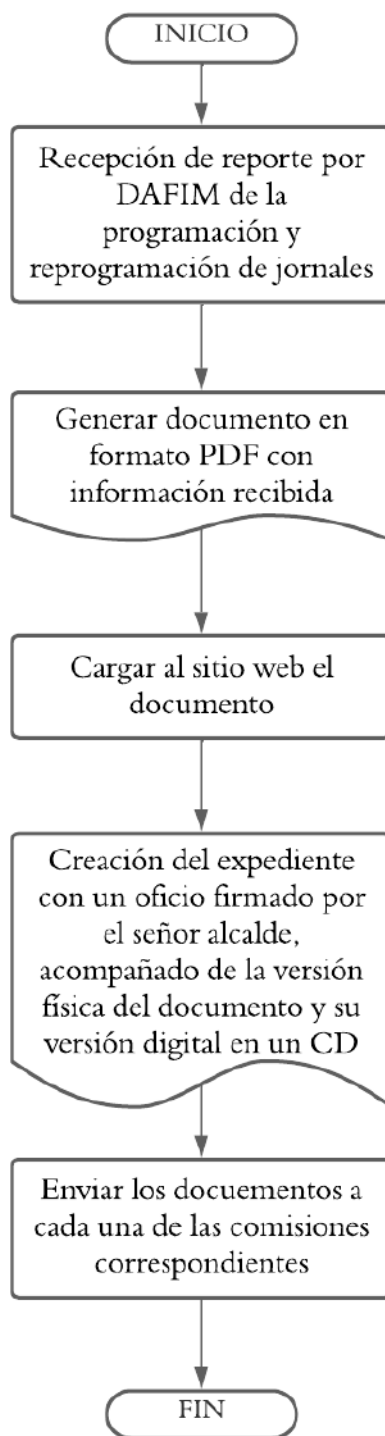 INICIO
Recepción de reporte por
DAFIM de la
programación y
reprogramación de jornales
Generar documento en
formato PDF con
información recibida
Cargar al sitio web el
documento
Creación del expediente
con un oficio firmado por
el señor alcalde,
acompañado de la versión
física del documento y su
versión digital en un CD
Enviar los docuementos a
cada una de las comisiones
correspondientes
FIN